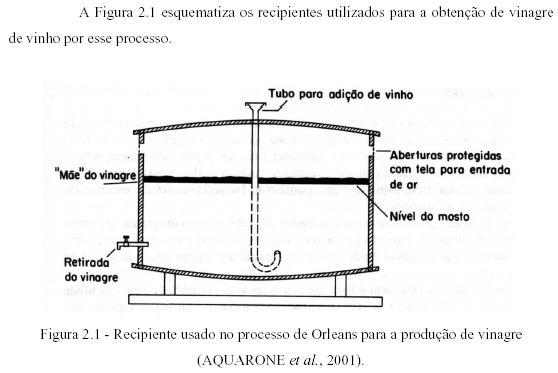 A Figura 2.1 esquematiza os recipientes utilizados para a obtenção de vinagre
de vinho por esse processo.
Tubo para adição de vinho
"Mãe" do vinagre
Aberturas protegidas
com tela para entrada
de ar
Nível do mosto
Retirada
do vinagre
Figura 2.1 - Recipiente usado no processo de Orleans para a produção de vinagre
(AQUARONE et al., 2001).